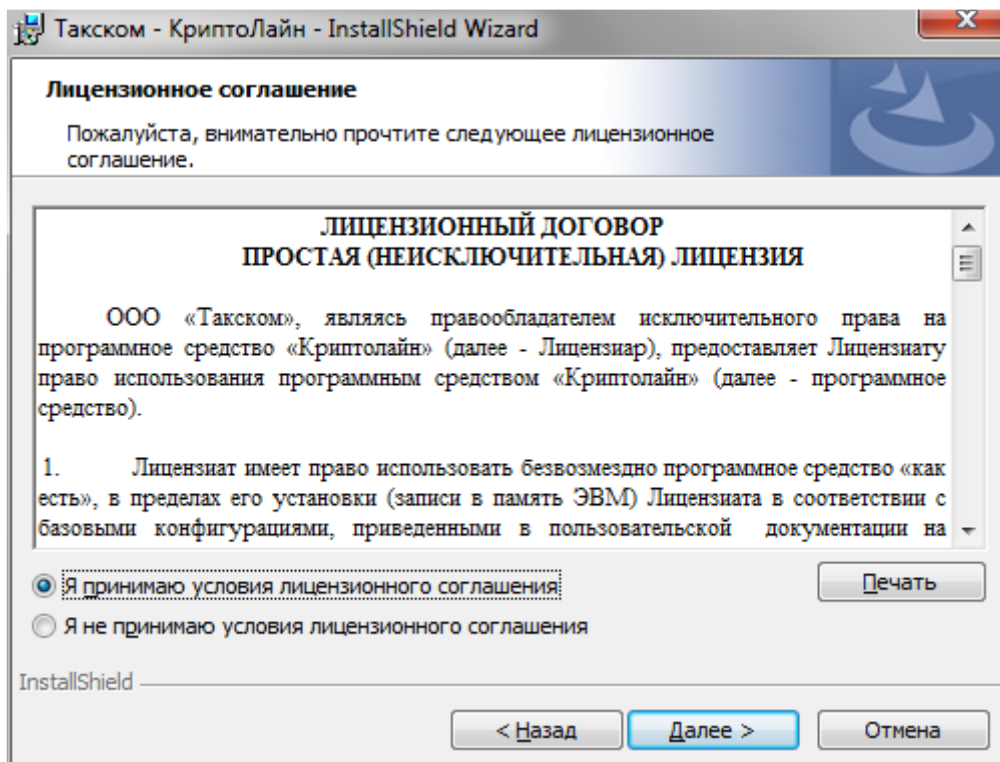 Такском - КриптоЛайн - InstallShield Wizard
Лицензионное соглашение
Пожалуйста, внимательно прочтите следующее лицензионное
соглашение.
ЛИЦЕНЗИОННЫЙ ДОГОВОР
ПРОСТАЯ (НЕИСКЛЮЧИТЕЛЬНАЯ) ЛИЦЕНЗИЯ
ООО «Такском», являясь правообладателем исключительного права на
программное средство «Криптолайн» (далее - Лицензиар), предоставляет Лицензиату
право использования программным средством «Криптолайн» (далее - программное
средство).
1. Лицензиат имеет право использовать безвозмездно программное средство «как
есть», в пределах его установки (записи в память ЭВМ) Лицензиата в соответствии с
базовыми конфигурациями, приведенными в пользовательской документации на
Я принимаю условия лицензионного соглашения
Печать
Я не принимаю условия лицензионного соглашения
InstallShield
< Назад
Далее >
Отмена